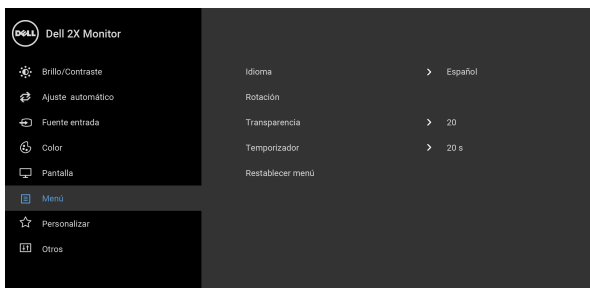 DELL Dell 2X Monitor
Brillo/Contraste Idioma Español
Ajuste automático Rotación
Fuente entrada Transparencia 20
Color Temporizador 20 s
Pantalla Restablecer menú
Menú
Personalizar
Otros